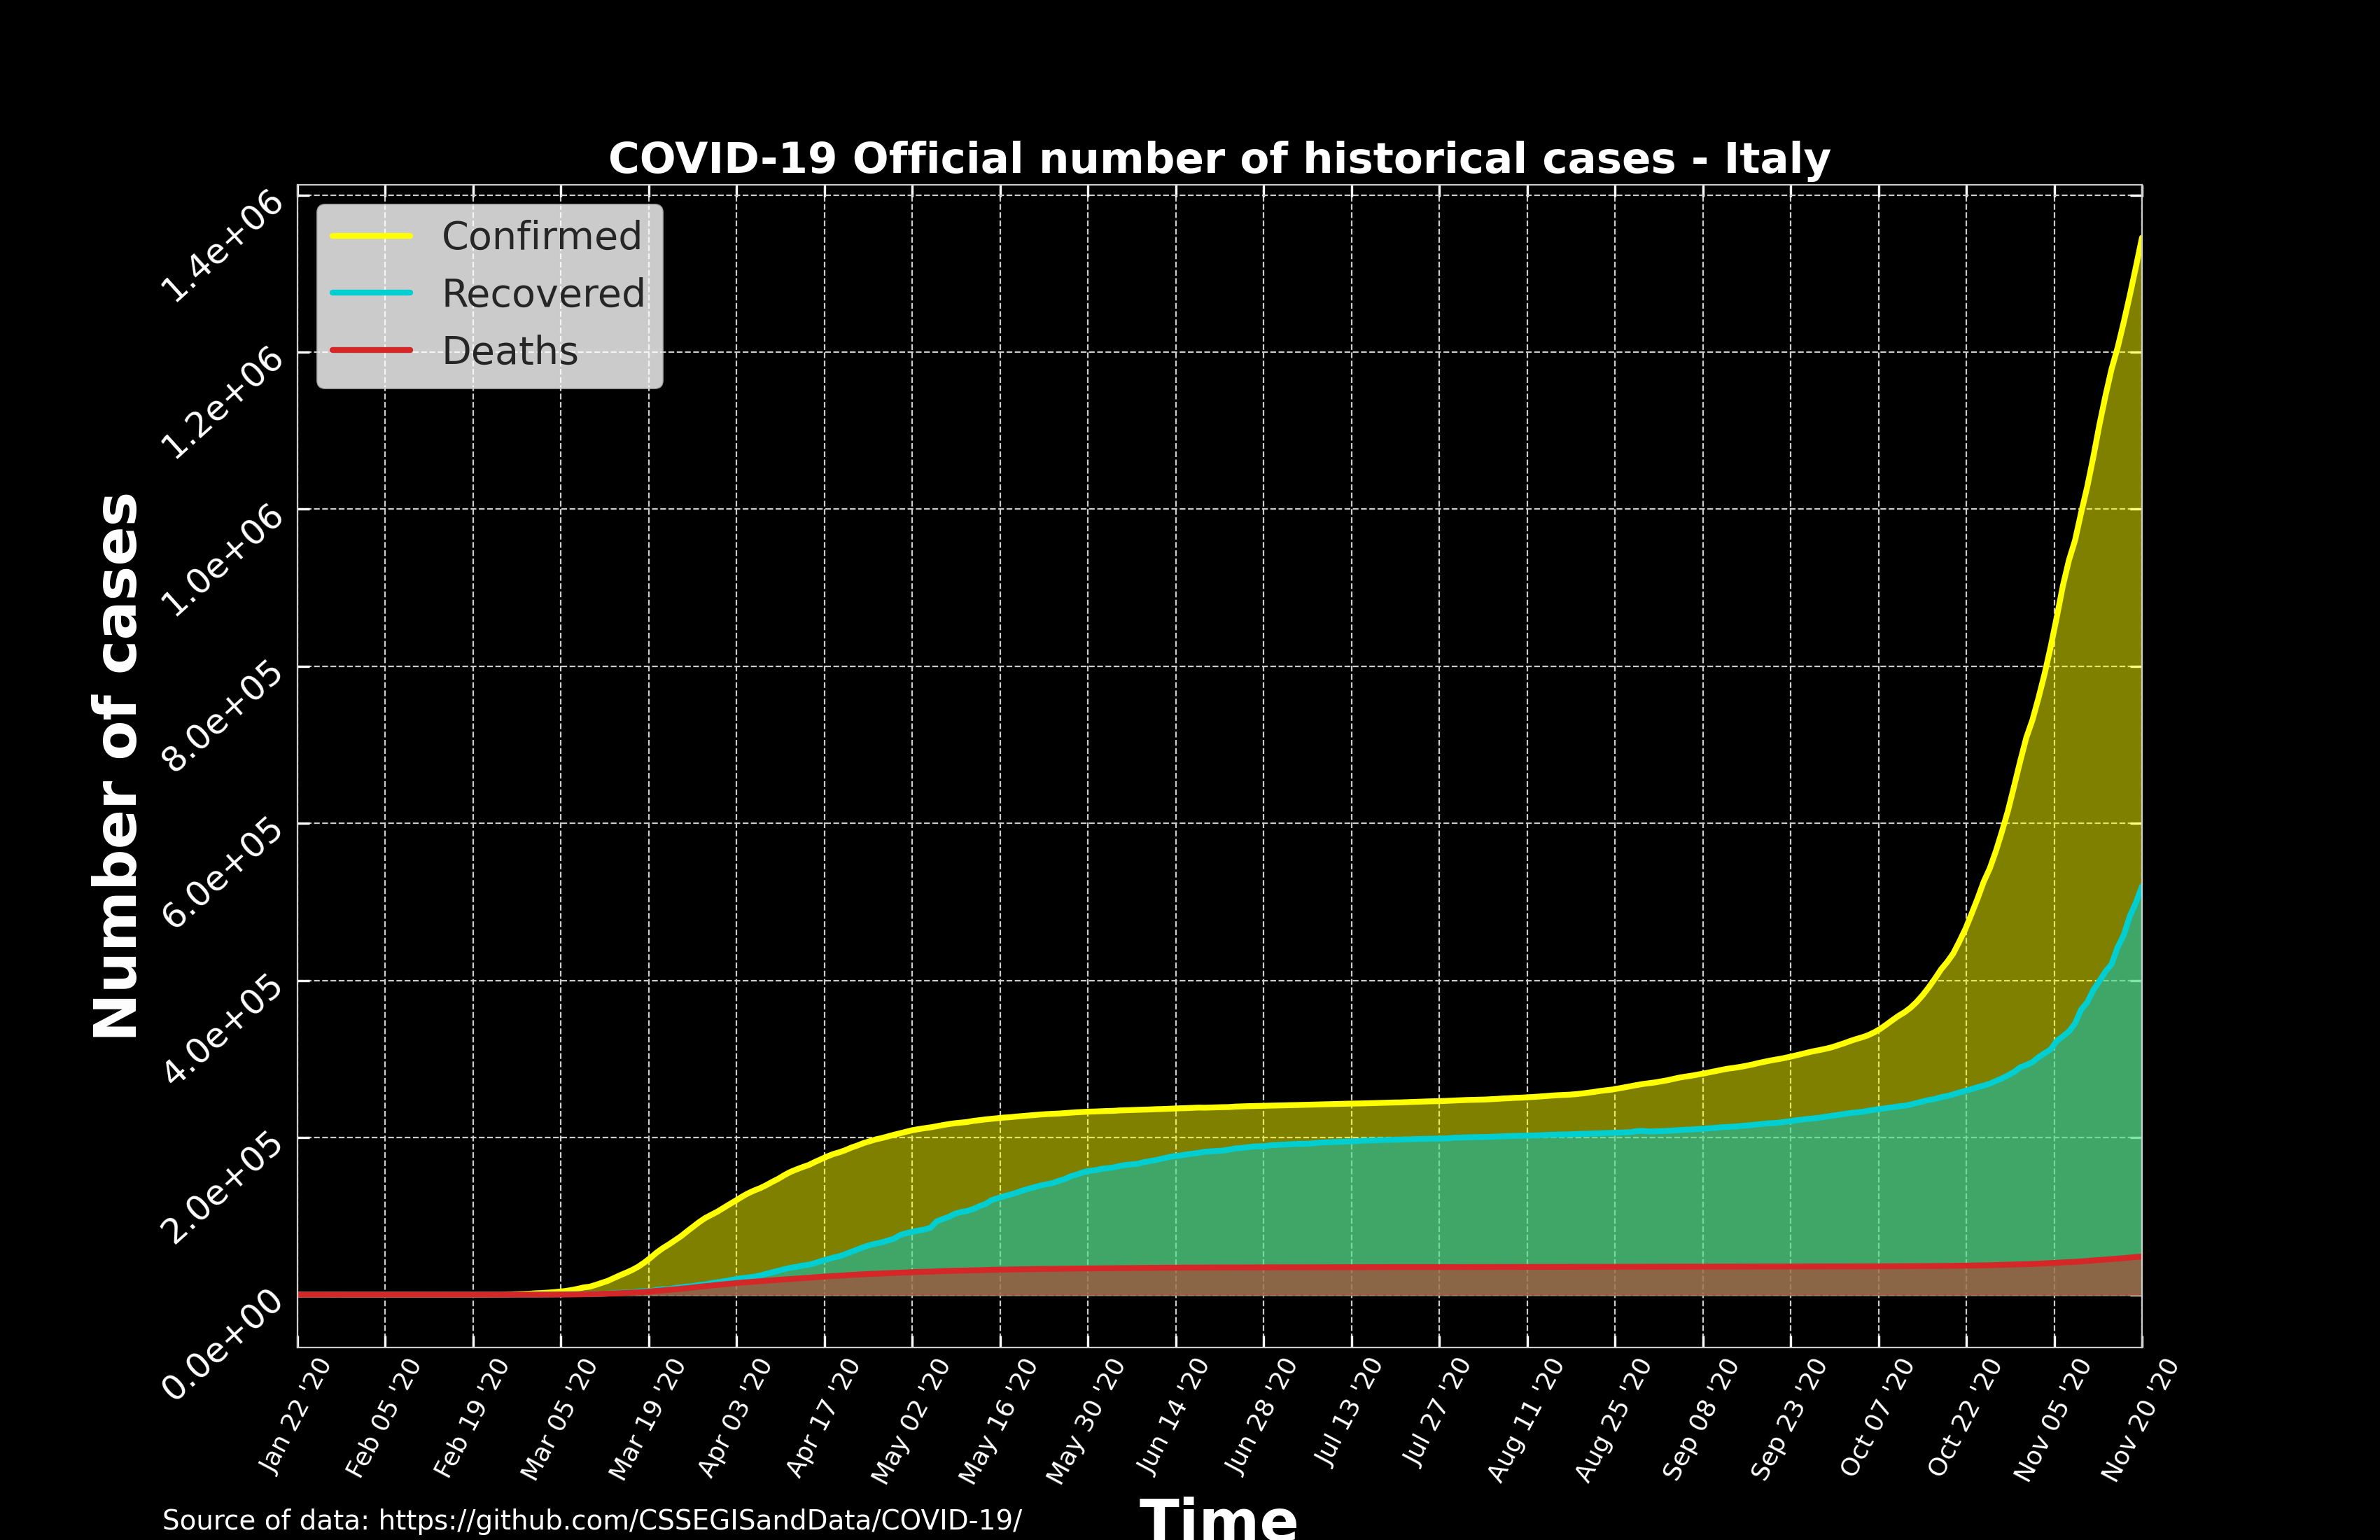 COVID-19 Official number of historical cases - Italy
Confirmed
Recovered
Deaths
Number of cases
1.4e+06
1.2e+06
1.0e+06
8.0e+05
6.0e+05
4.0e+05
2.0e+05
0.0e+00
Jan 22 '20
Feb 05 '20
Feb 19 '20
Mar 05 '20
Mar 19 '20
Apr 03 '20
Apr 17 '20
May 02 '20
May 16 '20
May 30 '20
Jun 14 '20
Jun 28 '20
Jul 13 '20
Jul 27 '20
Aug 11 '20
Aug 25 '20
Sep 08 '20
Sep 23 '20
Oct 07 '20
Oct 22 '20
Nov 05 '20
Nov 20 '20
Time
Source of data: https://github.com/CSSEGISandData/COVID-19/